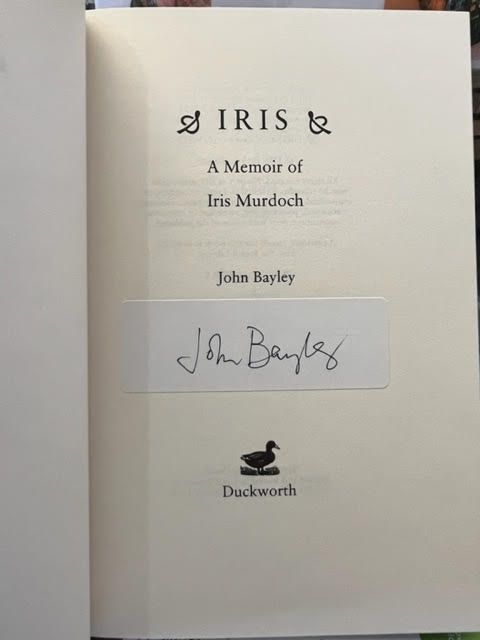 IRIS
A Memoir of
Iris Murdoch
John Bayley
John Bayley
Duckworth